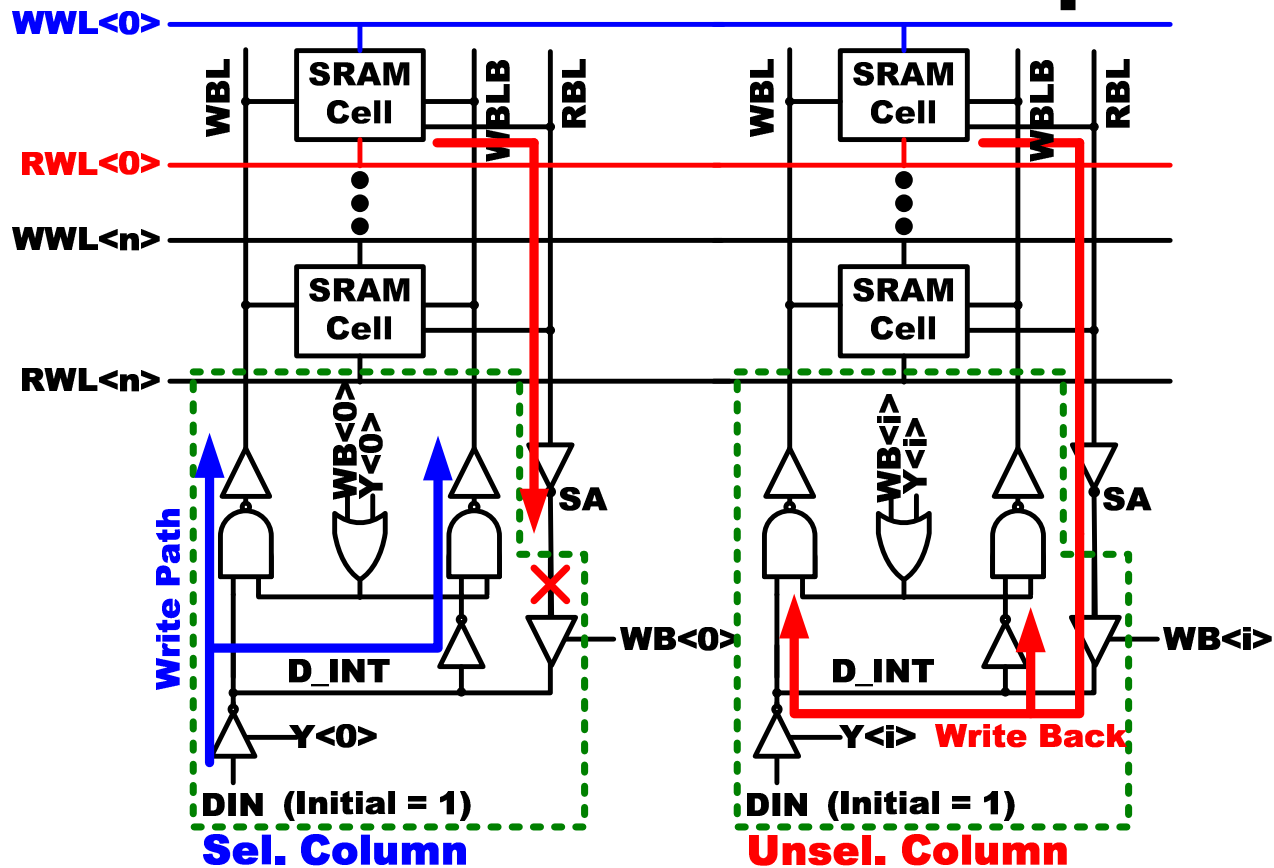 WWL<0>
WBL
SRAM
Cell
WBLB
RBL
WBL
SRAM
Cell
WBLB
RBL
RWL<0>
WWL<n>
SRAM
Cell
SRAM
Cell
RWL<n>
WB<0>
Y<0>
WB<i>
Y<i>
SA
SA
Write Path
WB<0>
WB<i>
D_INT
D_INT
Y<0>
Y<i>
Write Back
DIN (Initial = 1)
DIN (Initial = 1)
Sel. Column
Unsel. Column